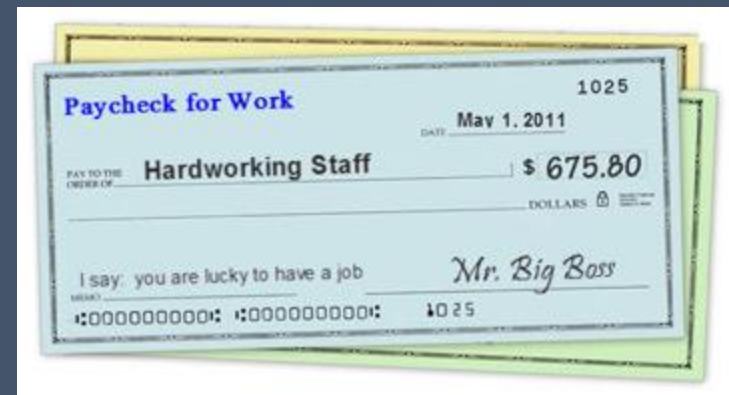 1025
Paycheck for Work
DATE May 1, 2011
PAY TO THE
ORDER OF Hardworking Staff $ 675.80
DOLLARS
I say: you are lucky to have a job Mr. Big Boss
MEMO
⑆000000000⑆ ⑆000000000⑆ 1025